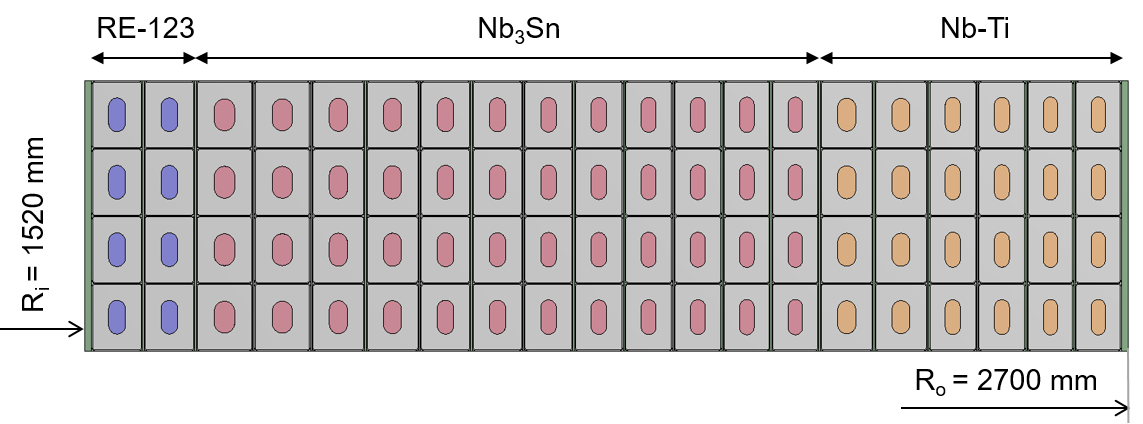 RE-123
Nb₃Sn
Nb-Ti
Rᵢ = 1520 mm
Rₒ = 2700 mm